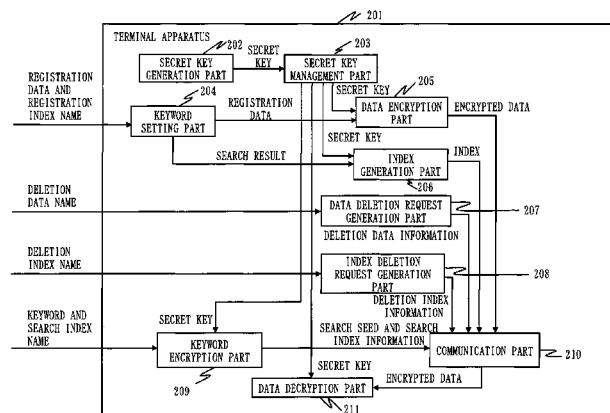 201
TERMINAL APPARATUS
202
203
SECRET KEY
GENERATION PART
SECRET
KEY
SECRET KEY
MANAGEMENT PART
REGISTRATION
DATA AND
REGISTRATION
INDEX NAME
204
KEYWORD
SETTING PART
REGISTRATION
DATA
SECRET KEY
205
DATA ENCRYPTION
PART
ENCRYPTED DATA
SECRET KEY
SEARCH RESULT
INDEX
GENERATION PART
INDEX
206
DELETION
DATA NAME
DATA DELETION REQUEST
GENERATION PART
207
DELETION DATA INFORMATION
DELETION
INDEX NAME
INDEX DELETION
REQUEST GENERATION
PART
208
DELETION INDEX
INFORMATION
KEYWORD AND
SEARCH INDEX
NAME
SECRET KEY
KEYWORD
ENCRYPTION PART
209
SEARCH SEED AND SEARCH
INDEX INFORMATION
COMMUNICATION PART
210
SECRET KEY
ENCRYPTED DATA
DATA DECRYPTION PART
211